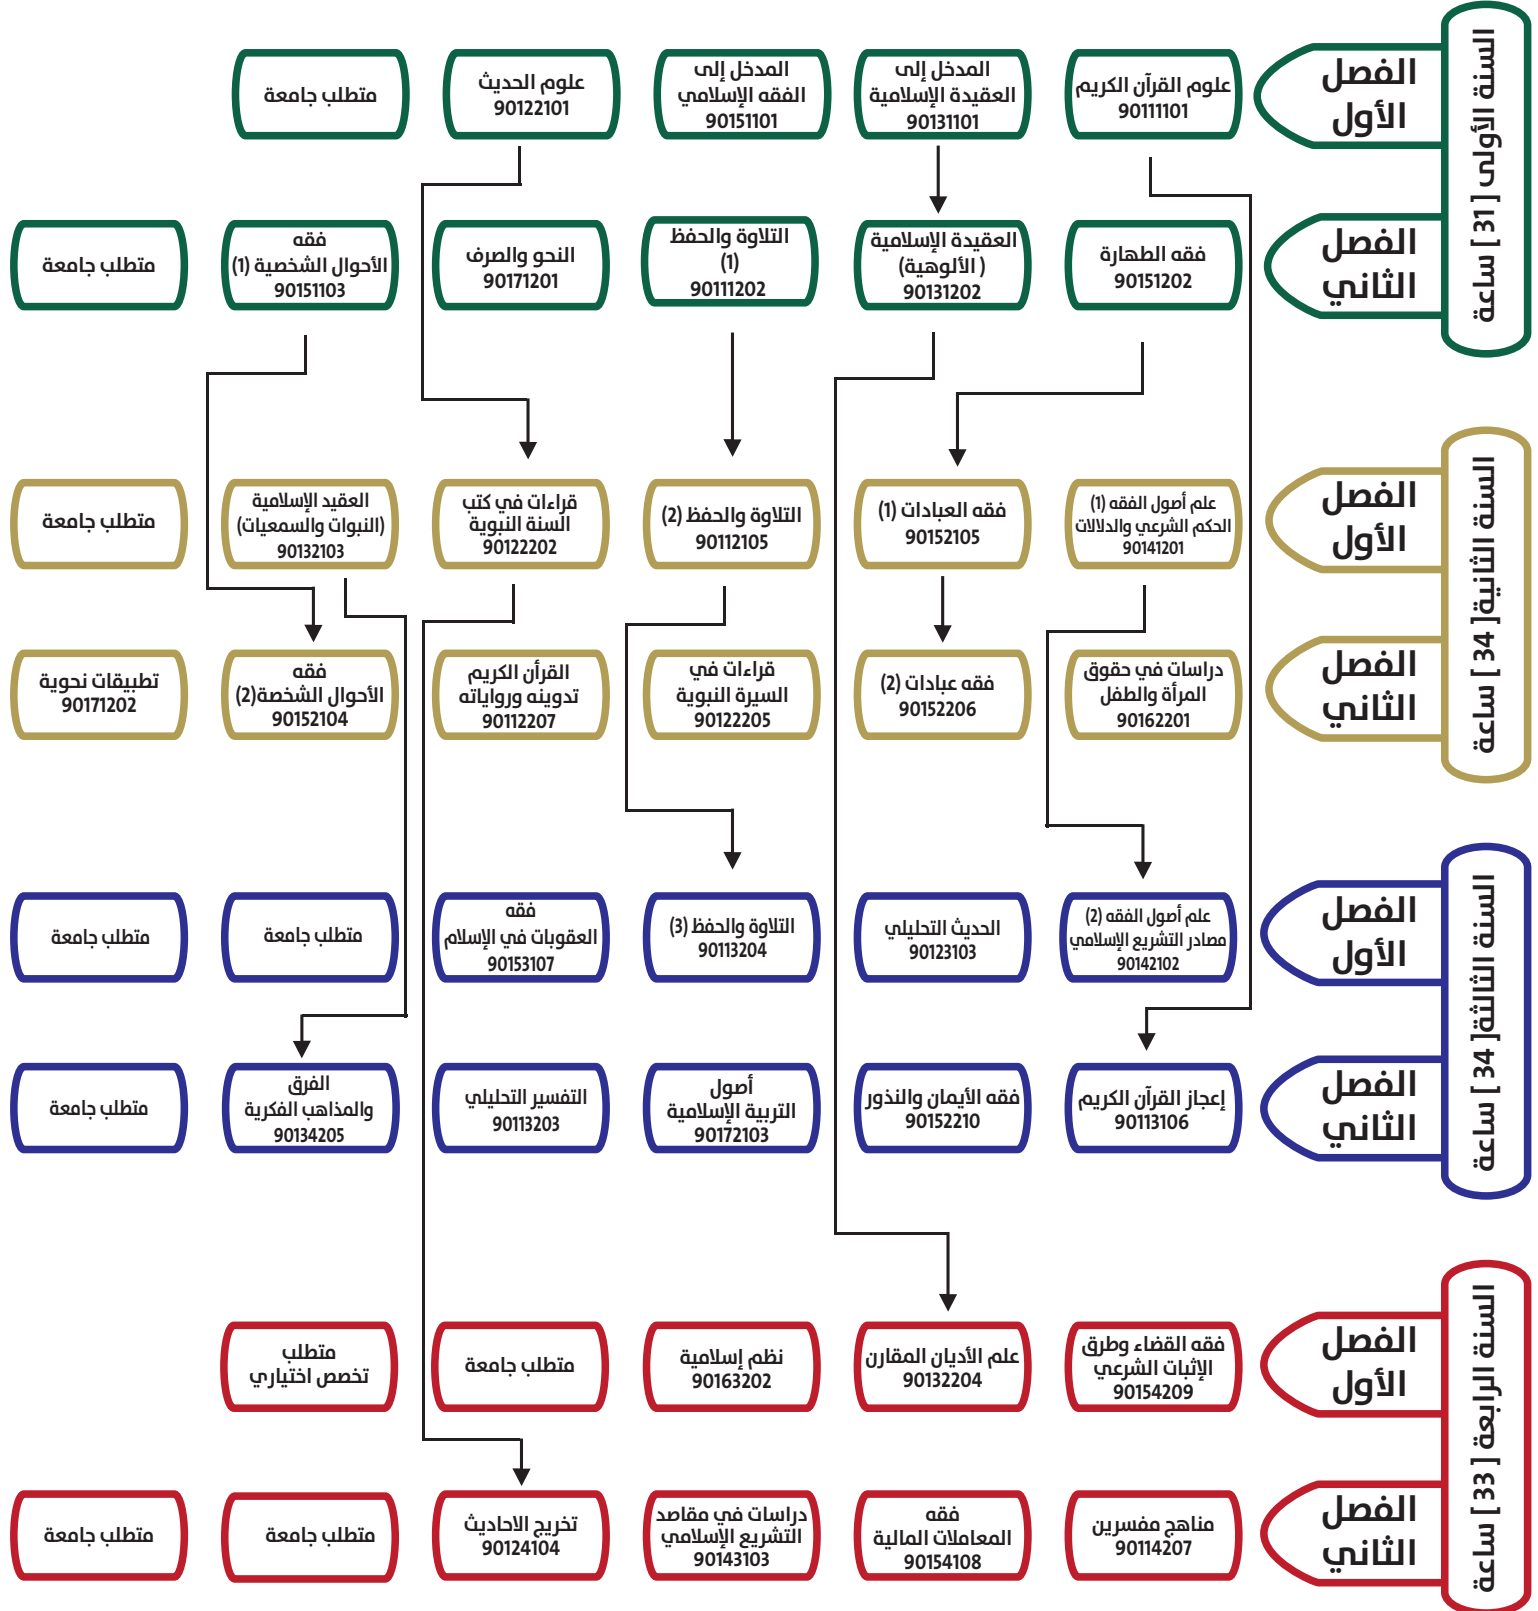 السنة الأولى [ 31 ] ساعة
الفصل
الأول
علوم القرآن الكريم
90111101
المدخل إلى
العقيدة الإسلامية
90131101
المدخل إلى
الفقه الإسلامي
90151101
علوم الحديث
90122101
متطلب جامعة
الفصل
الثاني
فقه الطهارة
90151202
العقيدة الإسلامية
( الألوهية)
90131202
التلاوة والحفظ
(1)
90111202
النحو والصرف
90171201
فقه
الأحوال الشخصية (1)
90151103
متطلب جامعة
السنة الثانية[ 34 ] ساعة
الفصل
الأول
علم أصول الفقه (1)
الحكم الشرعي والدلالات
90141201
فقه العبادات (1)
90152105
التلاوة والحفظ (2)
90112105
قراءات في كتب
السنة النبوية
90122202
العقيد الإسلامية
(النبوات والسمعيات)
90132103
متطلب جامعة
الفصل
الثاني
دراسات في حقوق
المرأة والطفل
90162201
فقه عبادات (2)
90152206
قراءات في
السيرة النبوية
90122205
القرأن الكريم
تدوينه ورواياته
90112207
فقه
الأحوال الشخصة(2)
90152104
تطبيقات نحوية
90171202
السنة الثالثة[ 34 ] ساعة
الفصل
الأول
علم أصول الفقه (2)
مصادر التشريع الإسلامي
90142102
الحديث التحليلي
90123103
التلاوة والحفظ (3)
90113204
فقه
العقوبات في الإسلام
90153107
متطلب جامعة
متطلب جامعة
الفصل
الثاني
إعجاز القرآن الكريم
90113106
فقه الأيمان والنذور
90152210
أصول
التربية الإسلامية
90172103
التفسير التحليلي
90113203
الفرق
والمذاهب الفكرية
90134205
متطلب جامعة
السنة الرابعة [ 33 ] ساعة
الفصل
الأول
فقه القضاء وطرق
الإثبات الشرعي
90154209
علم الأديان المقارن
90132204
نظم إسلامية
90163202
متطلب جامعة
متطلب
تخصص اختياري
الفصل
الثاني
مناهج مفسرين
90114207
فقه
المعاملات المالية
90154108
دراسات في مقاصد
التشريع الإسلامي
90143103
تخريج الاحاديث
90124104
متطلب جامعة
متطلب جامعة